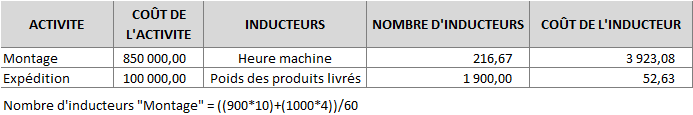 ACTIVITE COÛT DE L'ACTIVITE INDUCTEURS NOMBRE D'INDUCTEURS COÛT DE L'INDUCTEUR
Montage 850 000,00 Heure machine 216,67 3 923,08
Expédition 100 000,00 Poids des produits livrés 1 900,00 52,63
Nombre d'inducteurs "Montage" = ((900*10)+(1000*4))/60